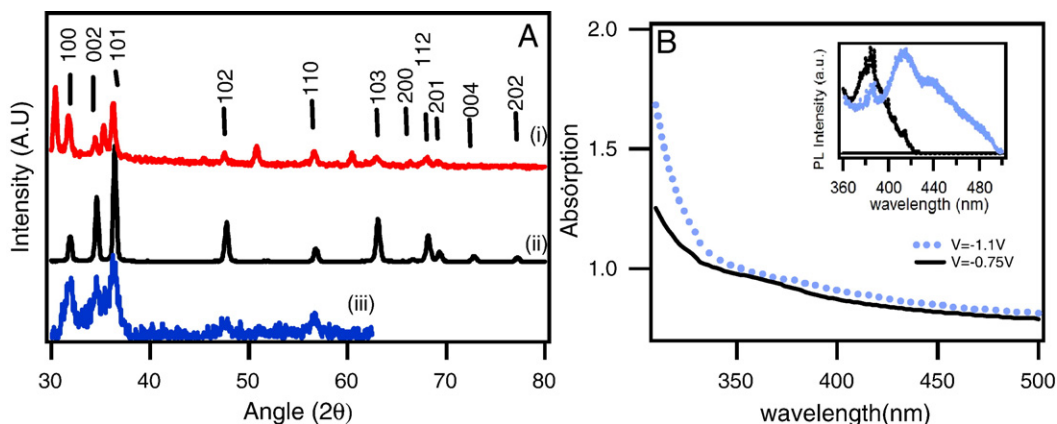 A
100
002
101
102
110
103
200
112
201
004
202
(i)
(ii)
(iii)
Intensity (A.U)
30
40
50
60
70
80
Angle (2θ)
B
2.0
1.5
1.0
Absorption
350
400
450
500
wavelength(nm)
PL Intensity (a.u.)
360
400
440
480
wavelength (nm)
V=-1.1V
V=-0.75V